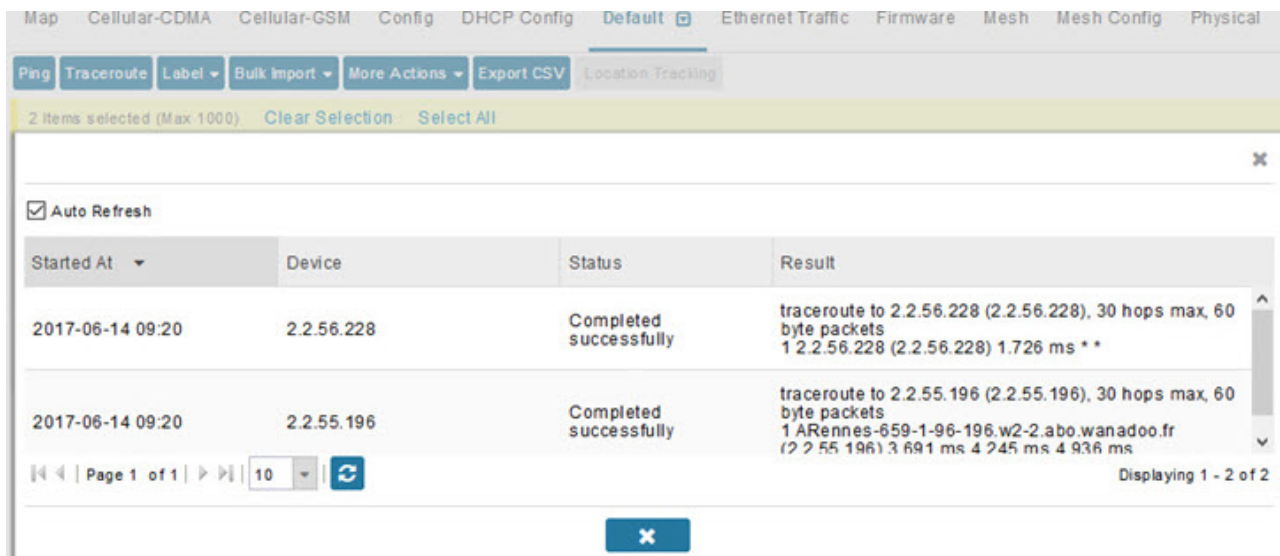 Map Cellular-CDMA Cellular-GSM Config DHCP Config Default Ethernet Traffic Firmware Mesh Mesh Config Physical
Ping Traceroute Label Bulk Import More Actions Export CSV Location Tracking
2 items selected (Max 1000) Clear Selection Select All
Auto Refresh
Started At Device Status Result
2017-06-14 09:20 2.2.56.228 Completed successfully
traceroute to 2.2.56.228 (2.2.56.228), 30 hops max, 60
byte packets
1 2.2.56.228 (2.2.56.228) 1.726 ms * *
2017-06-14 09:20 2.2.55.196 Completed successfully
traceroute to 2.2.55.196 (2.2.55.196), 30 hops max, 60
byte packets
1 ARennes-659-1-96-196.w2-2.abo.wanadoo.fr
(2.2.55.196) 3.691 ms 4.245 ms 4.936 ms
Page 1 of 1 | 10 Displaying 1 - 2 of 2